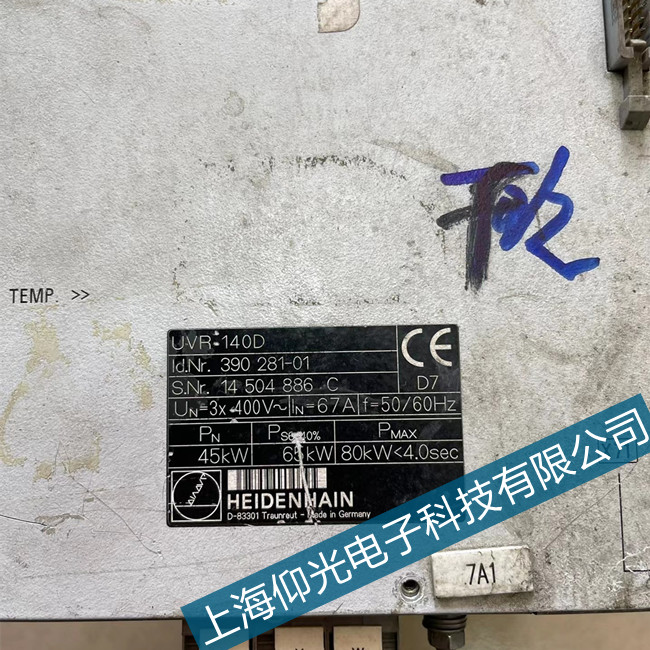 TEMP. >>
UVR 140D
Id.Nr. 390 281-01
S.Nr. 14 504 886 C
D7
CE
UN=3x 400V~ IN=67A f=50/60Hz
PN PS6-40% PMAX
45kW 65kW 80kW<4.0sec
HEIDENHAIN
D-83301 Traunreut - Made in Germany
7A1
上海仰光电子科技有限公司